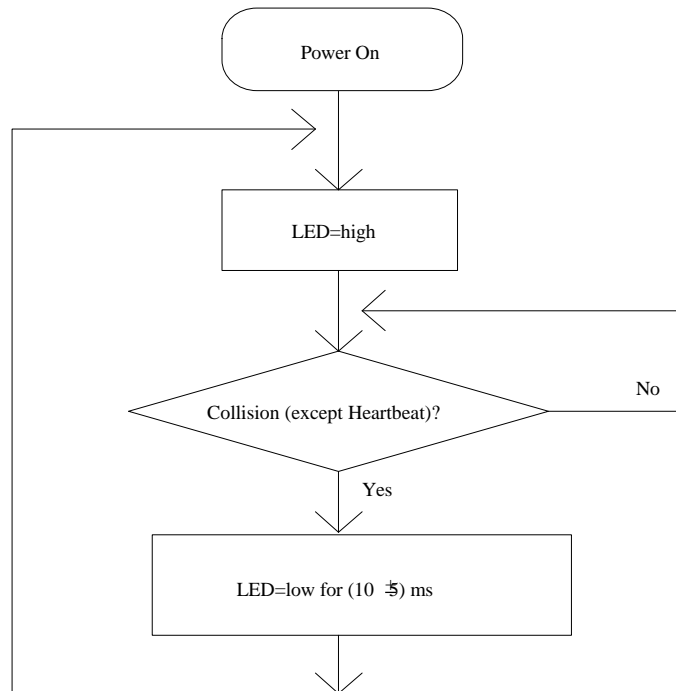 Power On
LED=high
Collision (except Heartbeat)?
No
Yes
LED=low for (10 ±5) ms